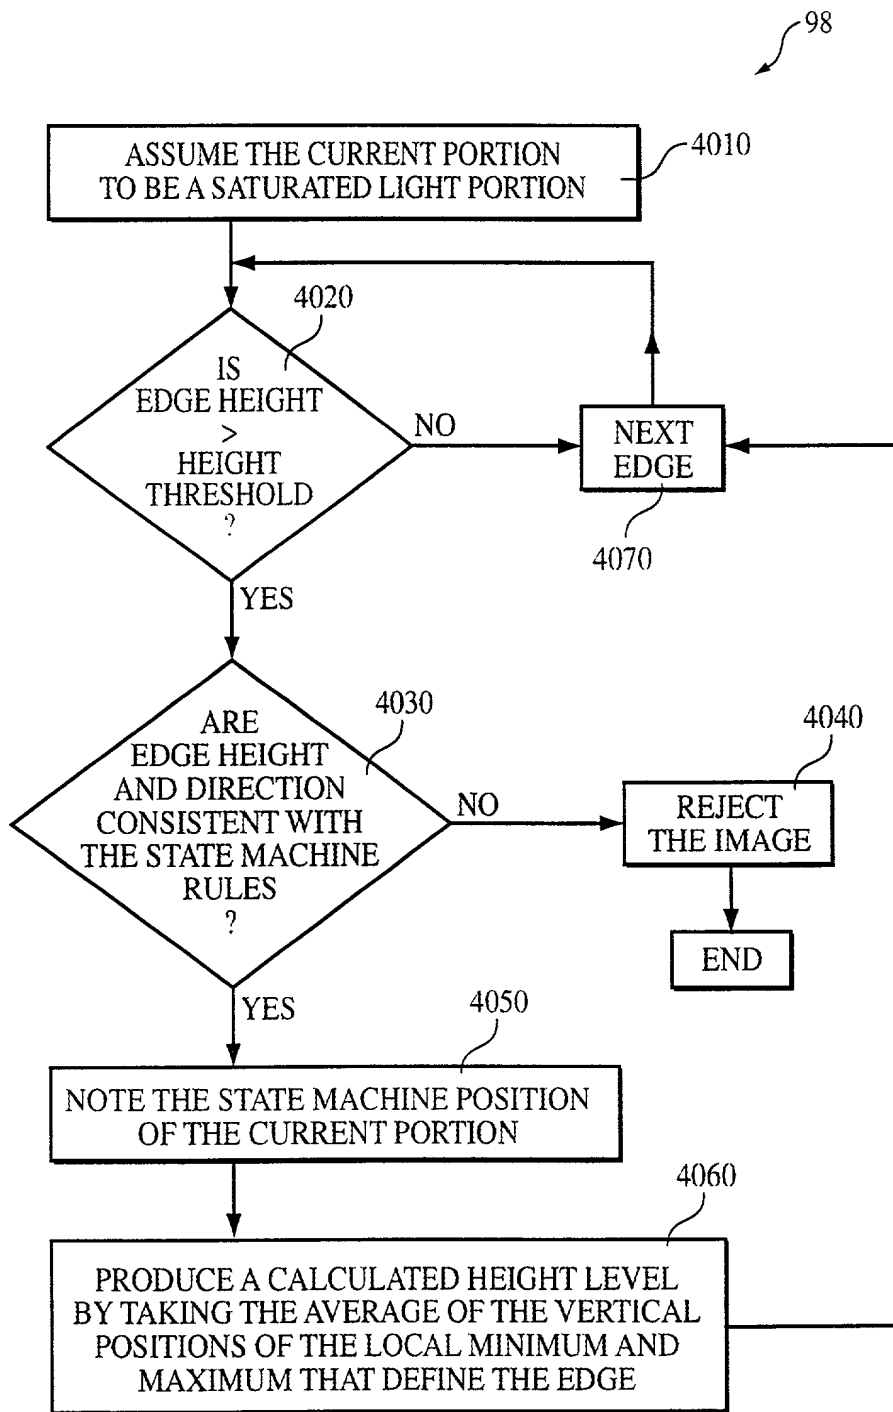 98
ASSUME THE CURRENT PORTION
TO BE A SATURATED LIGHT PORTION
4010
4020
IS
EDGE HEIGHT
>
HEIGHT
THRESHOLD
?
NO
NEXT
EDGE
4070
YES
4030
ARE
EDGE HEIGHT
AND DIRECTION
CONSISTENT WITH
THE STATE MACHINE
RULES
?
NO
4040
REJECT
THE IMAGE
END
YES
4050
NOTE THE STATE MACHINE POSITION
OF THE CURRENT PORTION
4060
PRODUCE A CALCULATED HEIGHT LEVEL
BY TAKING THE AVERAGE OF THE VERTICAL
POSITIONS OF THE LOCAL MINIMUM AND
MAXIMUM THAT DEFINE THE EDGE